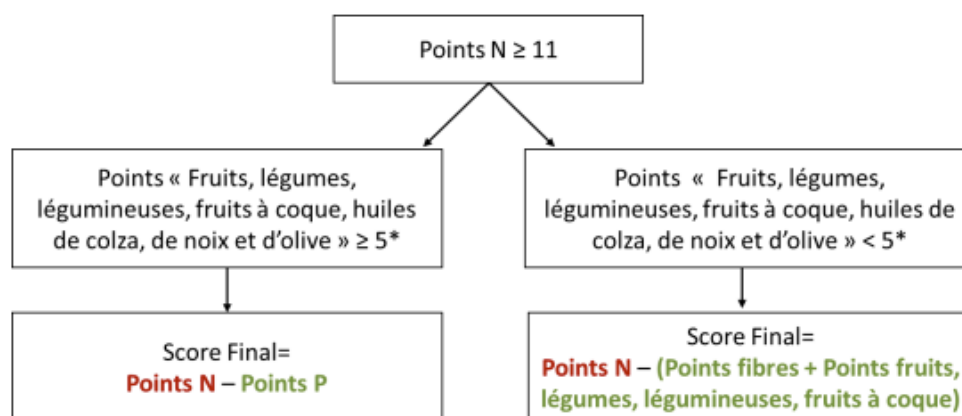 Points N ≥ 11
Points « Fruits, légumes,
légumineuses, fruits à coque, huiles
de colza, de noix et d’olive » ≥ 5*
Points « Fruits, légumes,
légumineuses, fruits à coque, huiles de
colza, de noix et d’olive » < 5*
Score Final=
Points N – Points P
Score Final=
Points N – (Points fibres + Points fruits,
légumes, légumineuses, fruits à coque)